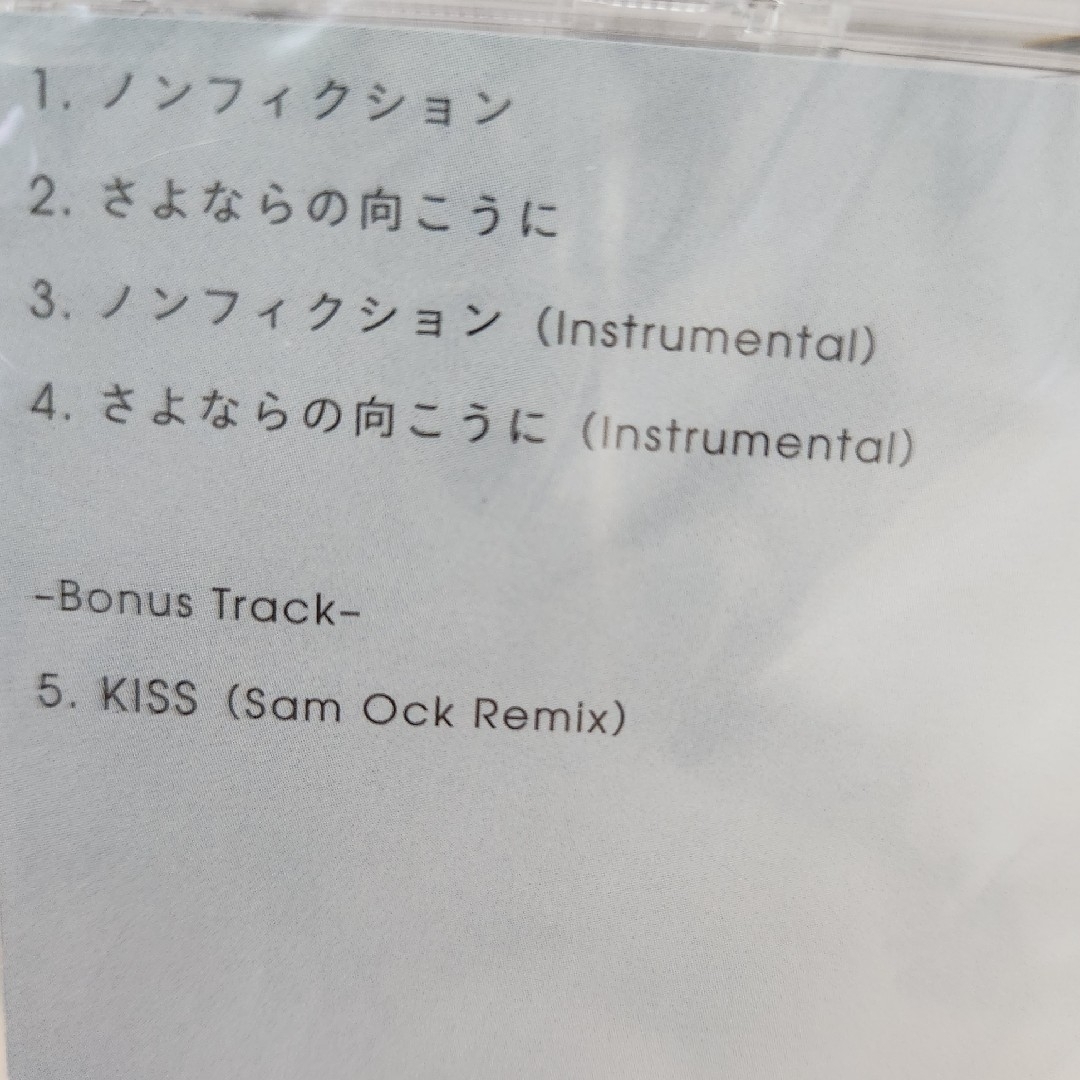 1. ノンフィクション
2. さよならの向こうに
3. ノンフィクション (Instrumental)
4. さよならの向こうに (Instrumental)
–Bonus Track–
5. KISS (Sam Ock Remix)